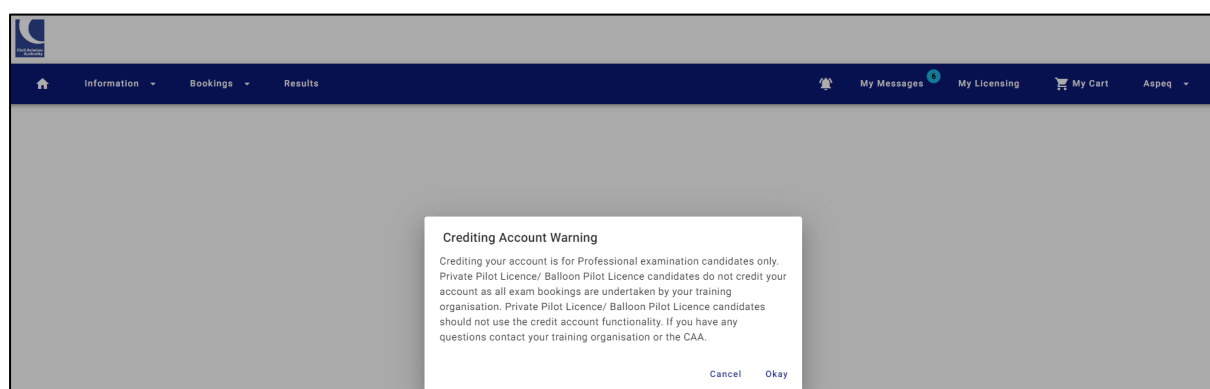 Civil Aviation
Authority
Information
Bookings
Results
My Messages 6
My Licensing
My Cart
Aspeq
Crediting Account Warning
Crediting your account is for Professional examination candidates only.
Private Pilot Licence/ Balloon Pilot Licence candidates do not credit your
account as all exam bookings are undertaken by your training
organisation. Private Pilot Licence/ Balloon Pilot Licence candidates
should not use the credit account functionality. If you have any
questions contact your training organisation or the CAA.
Cancel Okay